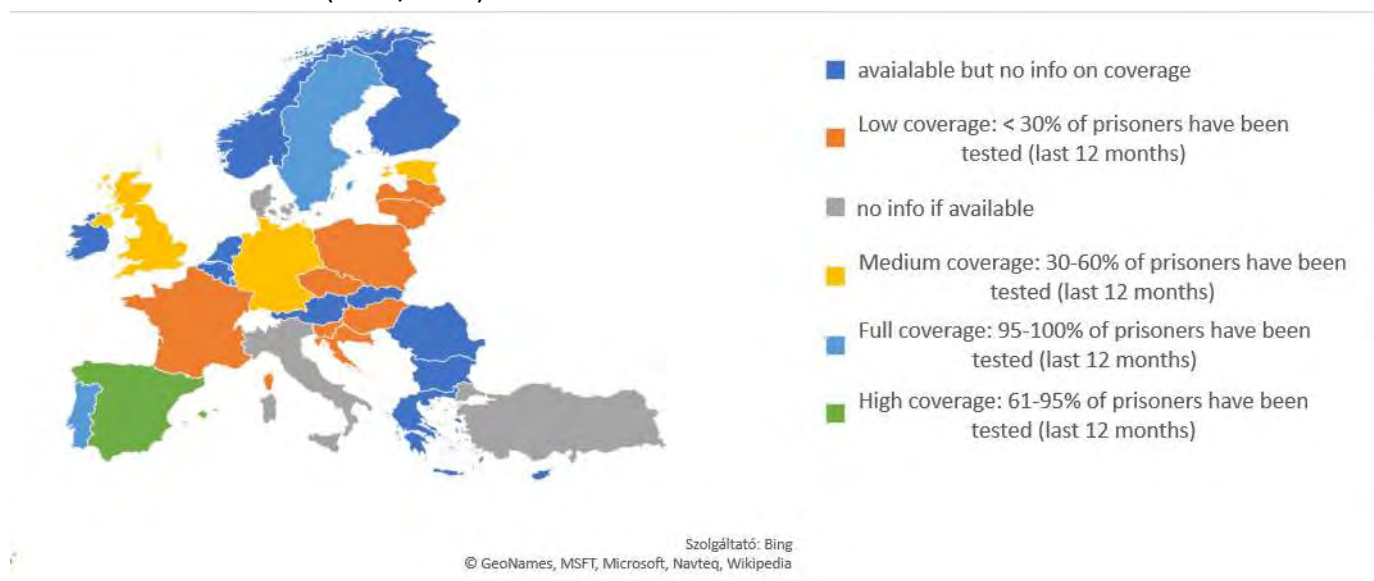 avaialable but no info on coverage
Low coverage: < 30% of prisoners have been
tested (last 12 months)
no info if available
Medium coverage: 30-60% of prisoners have been
tested (last 12 months)
Full coverage: 95-100% of prisoners have been
tested (last 12 months)
High coverage: 61-95% of prisoners have been
tested (last 12 months)
Szolgáltató: Bing
© GeoNames, MSFT, Microsoft, Navteq, Wikipedia